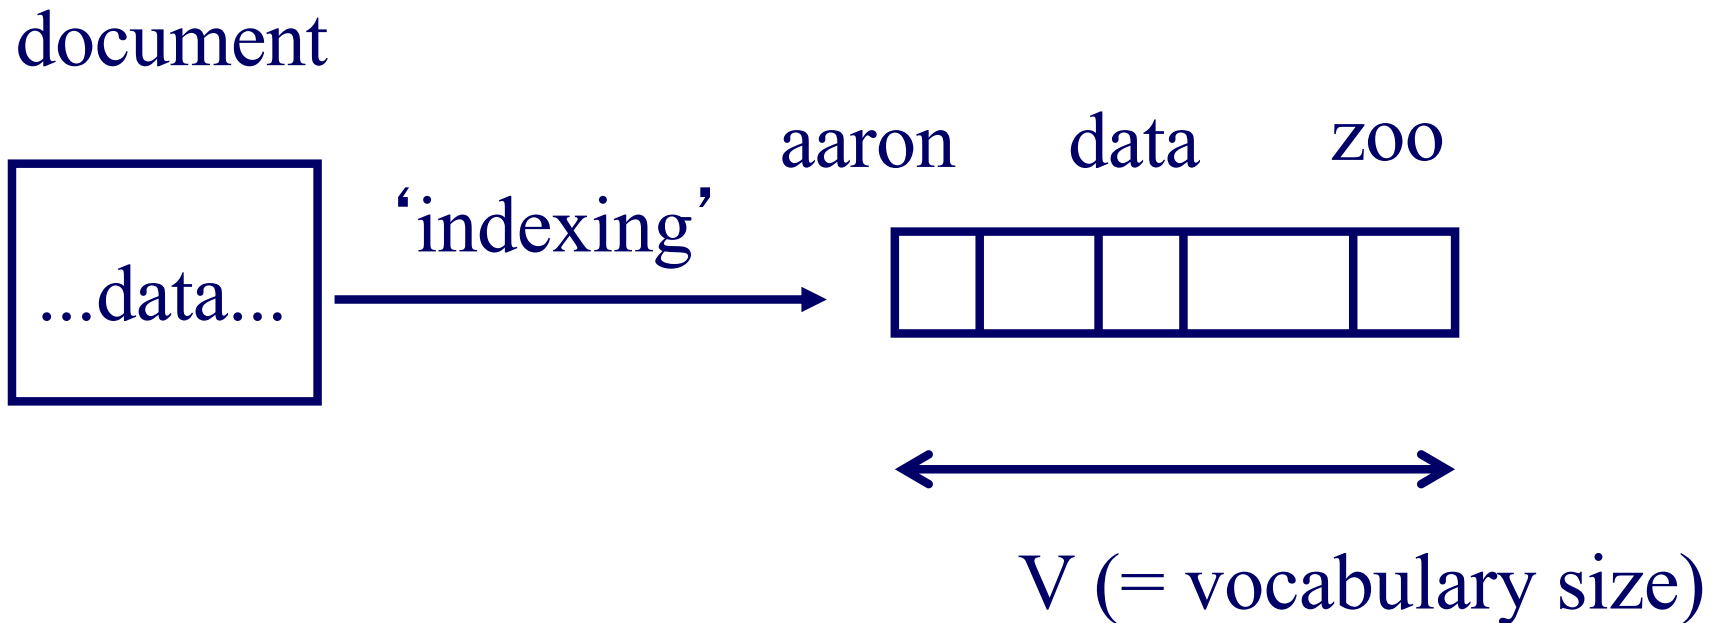 document
aaron data zoo
‘indexing’
...data...
V (= vocabulary size)